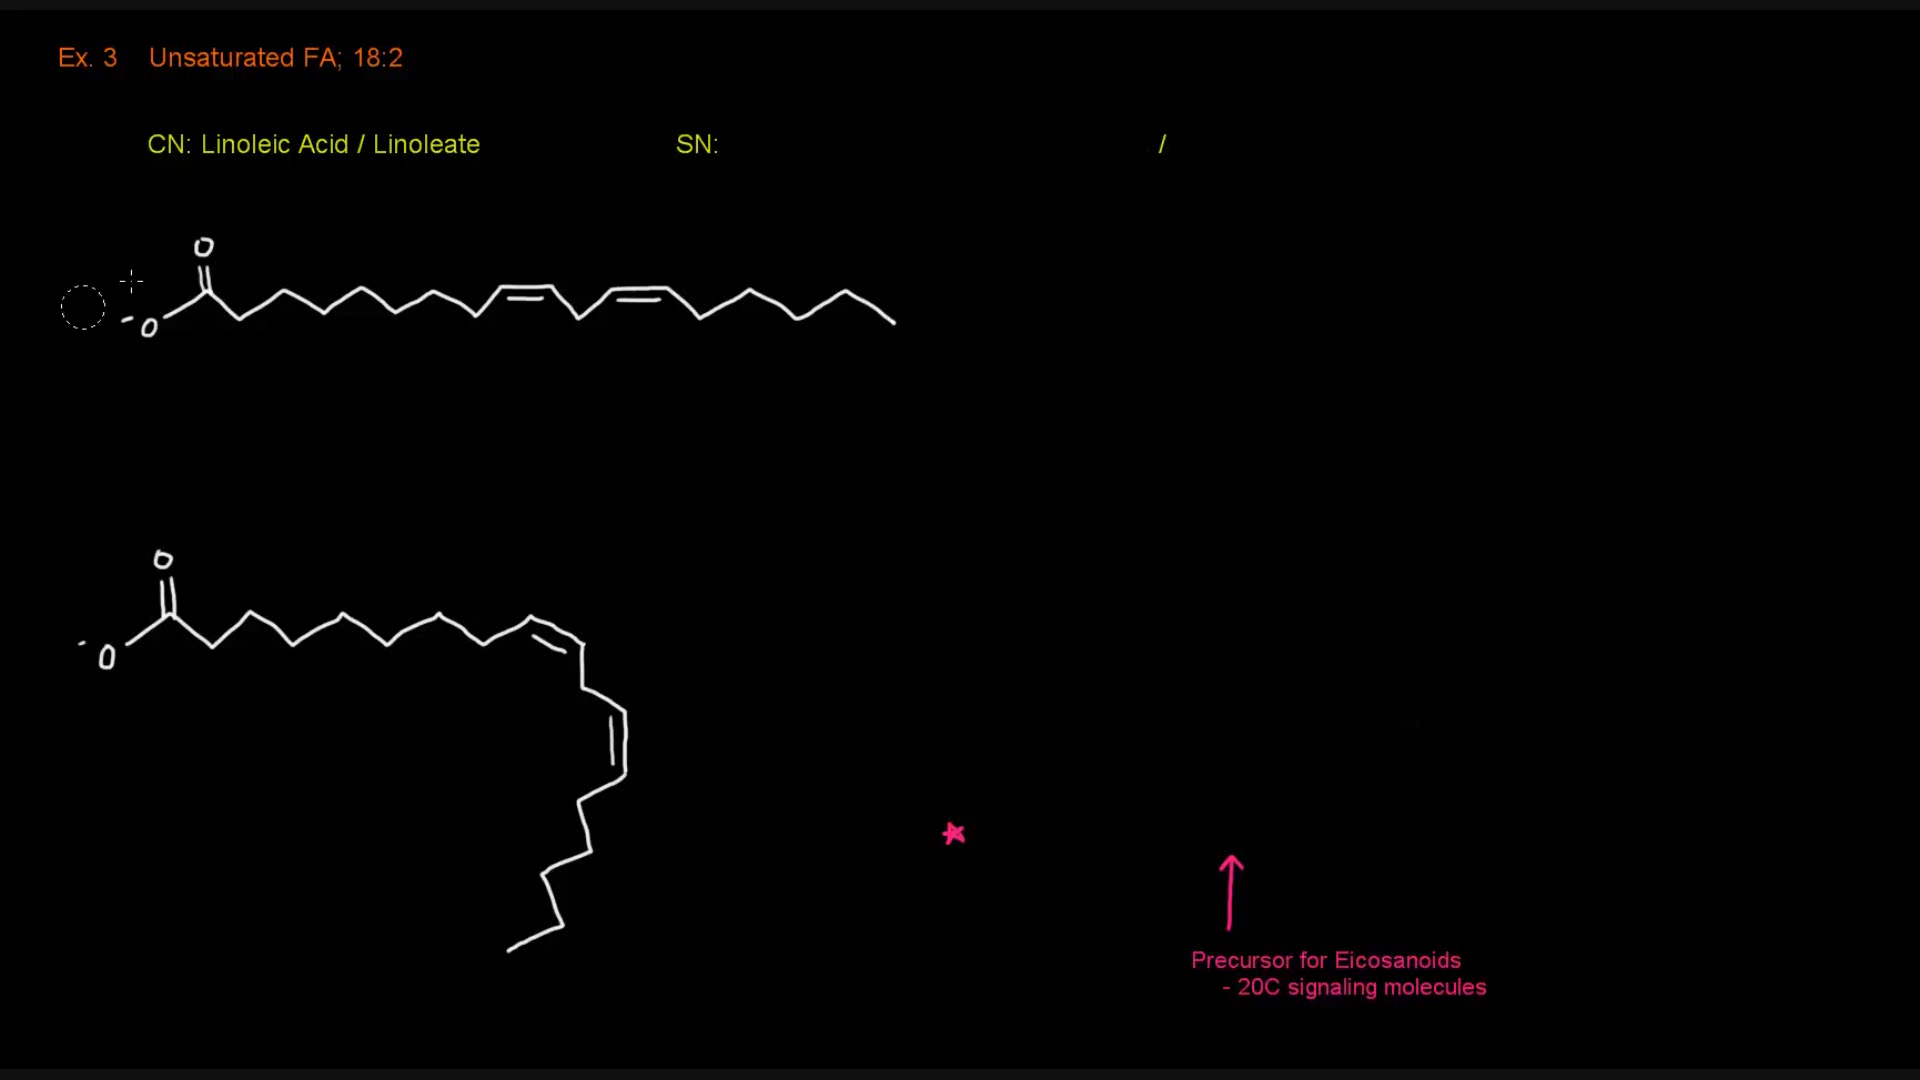 Ex. 3 Unsaturated FA; 18:2
CN: Linoleic Acid / Linoleate SN: /
O
- O
O
- O
Precursor for Eicosanoids
- 20C signaling molecules